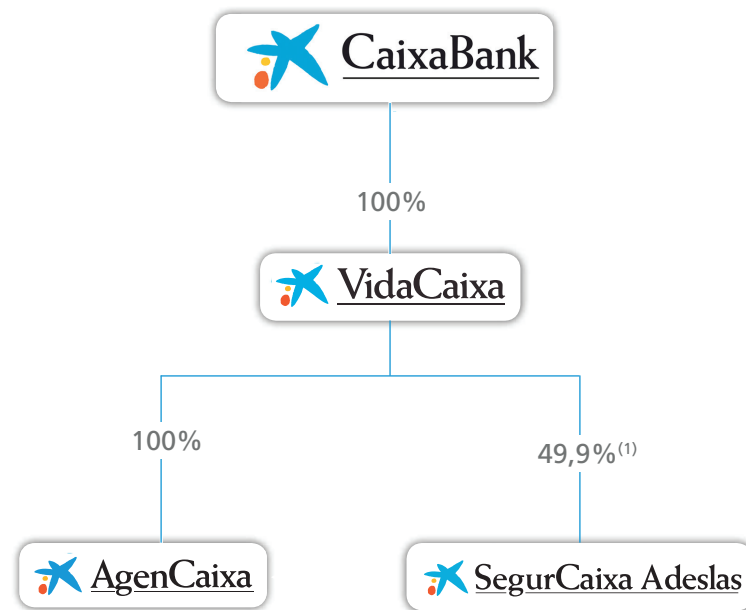 CaixaBank
100%
VidaCaixa
100%
49,9%(1)
AgenCaixa
SegurCaixa Adeslas